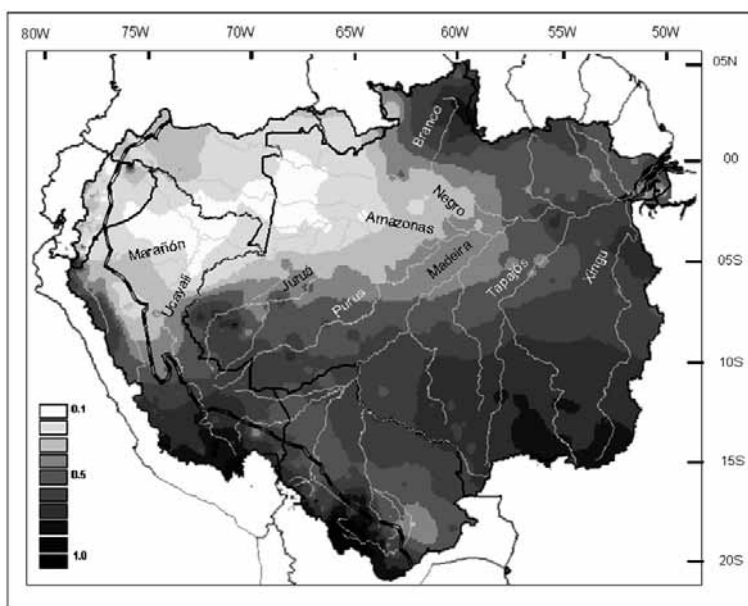 80W 75W 70W 65W 60W 55W 50W
05N
Branco
00
Negro
Amazonas
Marañón
Madeira
Xingu
Tapajós
Juruá
Ucayali
Purus
05S
10S
0.1
0.5
15S
1.0
20S